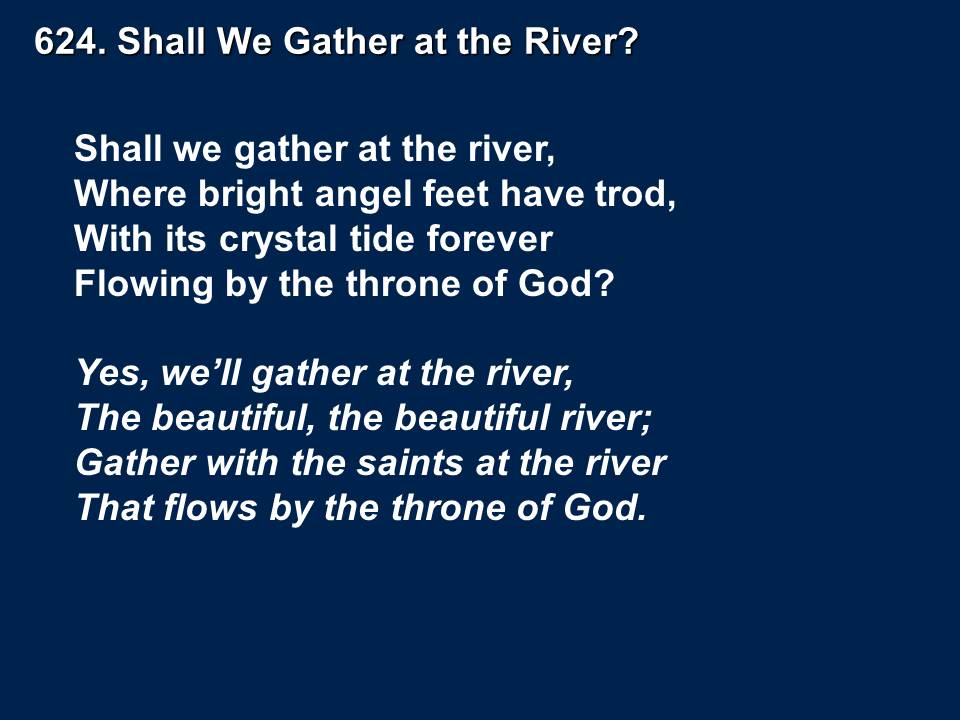 624. Shall We Gather at the River?
Shall we gather at the river,
Where bright angel feet have trod,
With its crystal tide forever
Flowing by the throne of God?
Yes, we’ll gather at the river,
The beautiful, the beautiful river;
Gather with the saints at the river
That flows by the throne of God.